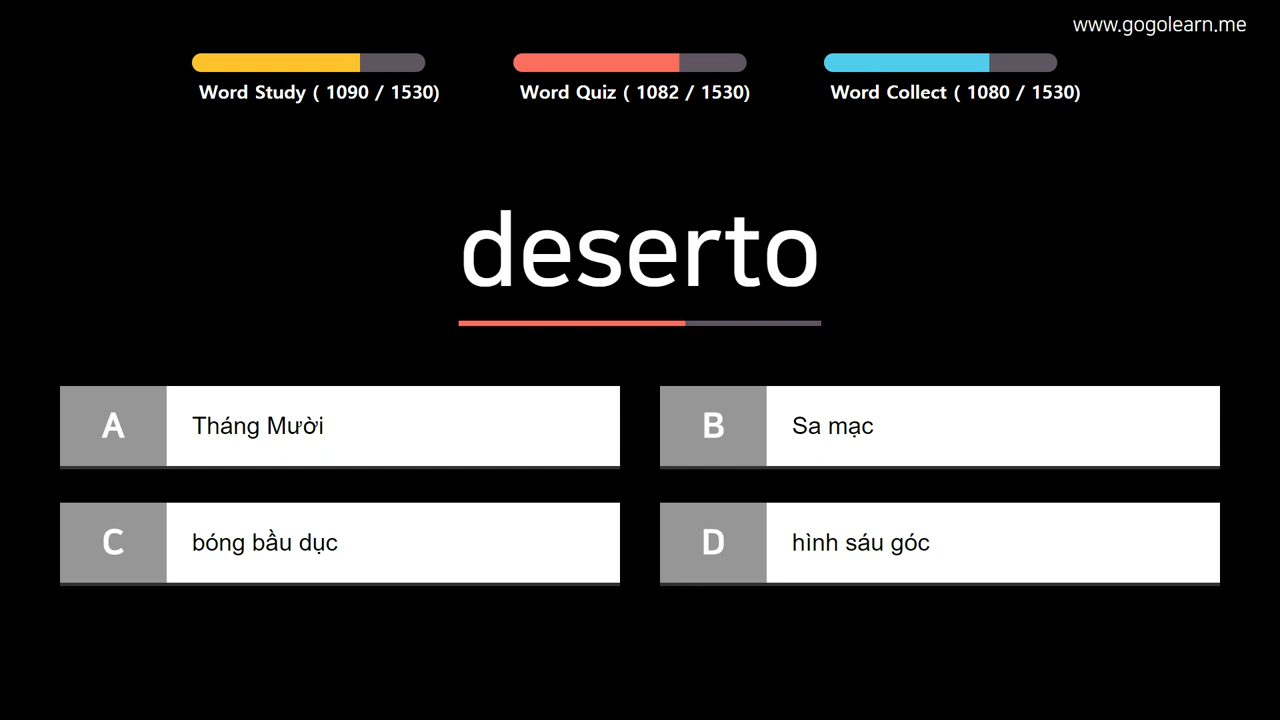 www.gogolearn.me
Word Study ( 1090 / 1530)
Word Quiz ( 1082 / 1530)
Word Collect ( 1080 / 1530)
deserto
A
Tháng Mười
B
Sa mạc
C
bóng bầu dục
D
hình sáu góc